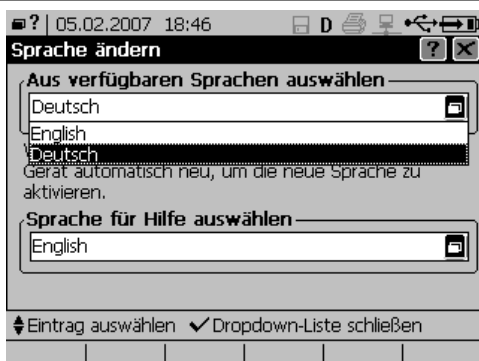 ? | 05.02.2007 18:46 D
Sprache ändern ? X
Aus verfügbaren Sprachen auswählen
Deutsch
English
Deutsch
Gerät automatisch neu, um die neue Sprache zu
aktivieren.
Sprache für Hilfe auswählen
English
Eintrag auswählen ✓Dropdown-Liste schließen